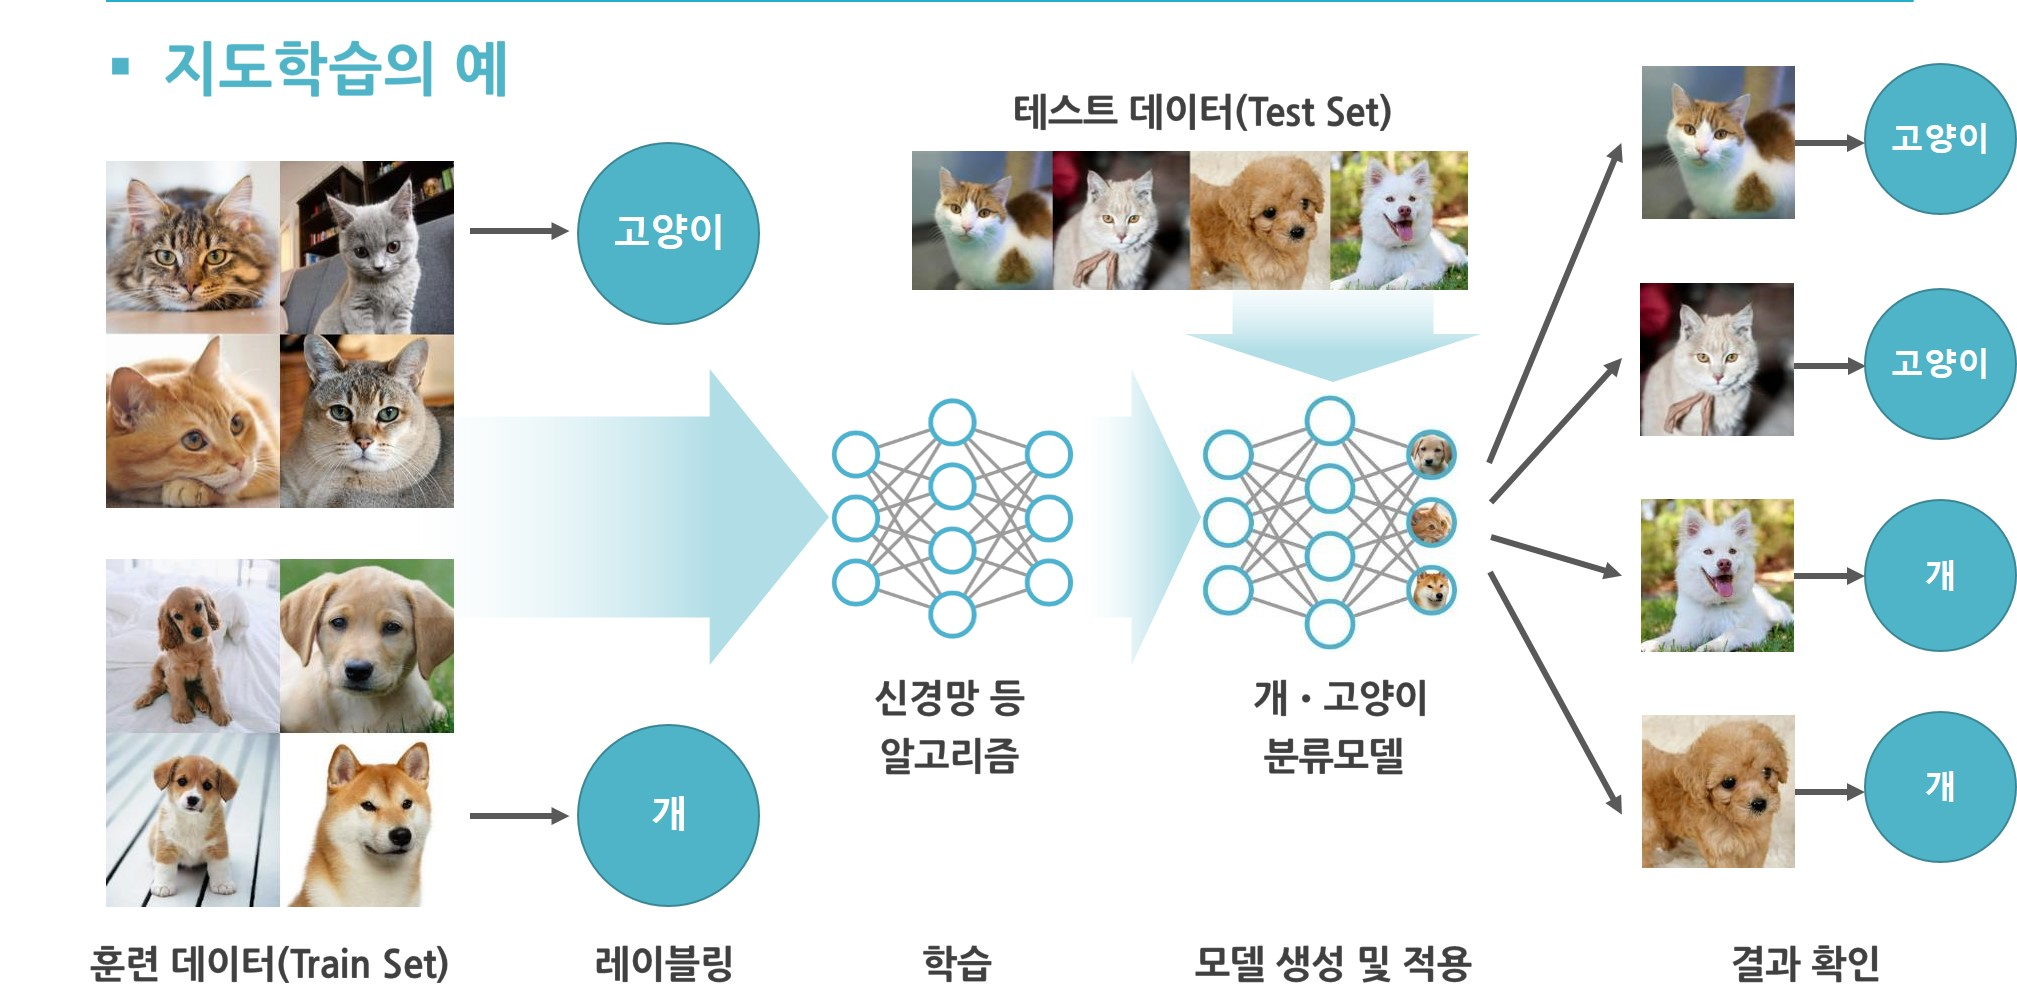 ▪ 지도학습의 예
테스트 데이터(Test Set)
고양이
고양이
고양이
개
개
개
신경망 등
알고리즘
개 · 고양이
분류모델
훈련 데이터(Train Set)
레이블링
학습
모델 생성 및 적용
결과 확인